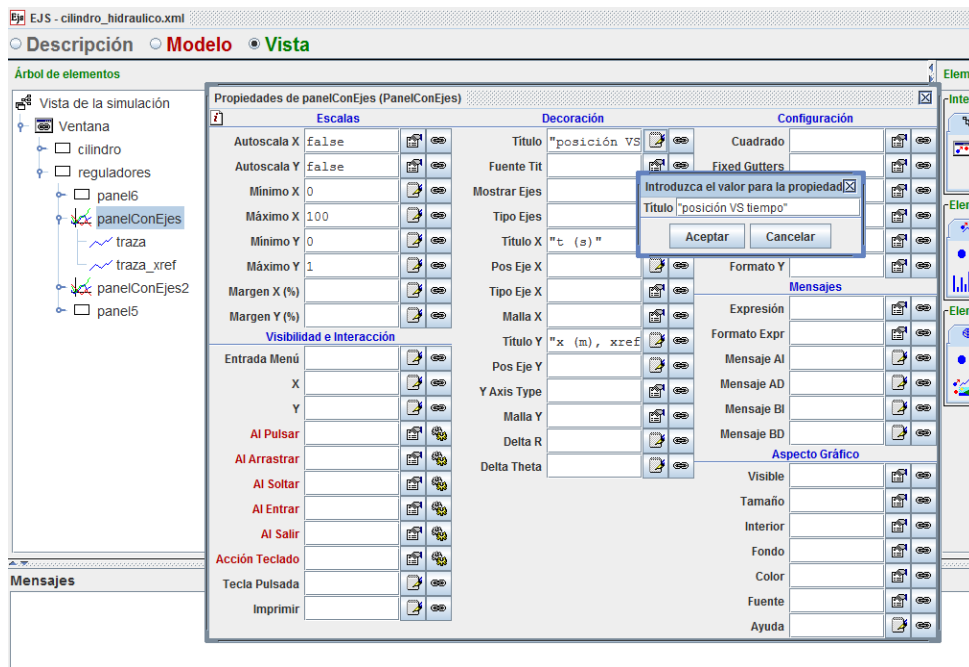 EJS - cilindro_hidraulico.xml
Descripción Modelo Vista
Árbol de elementos
Vista de la simulación
Ventana
cilindro
reguladores
panel6
panelConEjes
traza
traza_xref
panelConEjes2
panel5
Mensajes
Propiedades de panelConEjes (PanelConEjes)
Escalas
Autoscala X false
Autoscala Y false
Mínimo X 0
Máximo X 100
Mínimo Y 0
Máximo Y 1
Margen X (%)
Margen Y (%)
Visibilidad e Interacción
Entrada Menú
X
Y
Al Pulsar
Al Arrastrar
Al Soltar
Al Entrar
Al Salir
Acción Teclado
Tecla Pulsada
Imprimir
Decoración
Título "posición VS
Fuente Tit
Mostrar Ejes
Tipo Ejes
Título X "t (s)"
Pos Eje X
Tipo Eje X
Malla X
Título Y "x (m), xref
Pos Eje Y
Y Axis Type
Malla Y
Delta R
Delta Theta
Configuración
Cuadrado
Fixed Gutters
Introduzca el valor para la propiedad
Título "posición VS tiempo"
Aceptar Cancelar
Formato Y
Mensajes
Expresión
Formato Expr
Mensaje AI
Mensaje AD
Mensaje BI
Mensaje BD
Aspecto Gráfico
Visible
Tamaño
Interior
Fondo
Color
Fuente
Ayuda
Elem
Inte
Eler
Eler